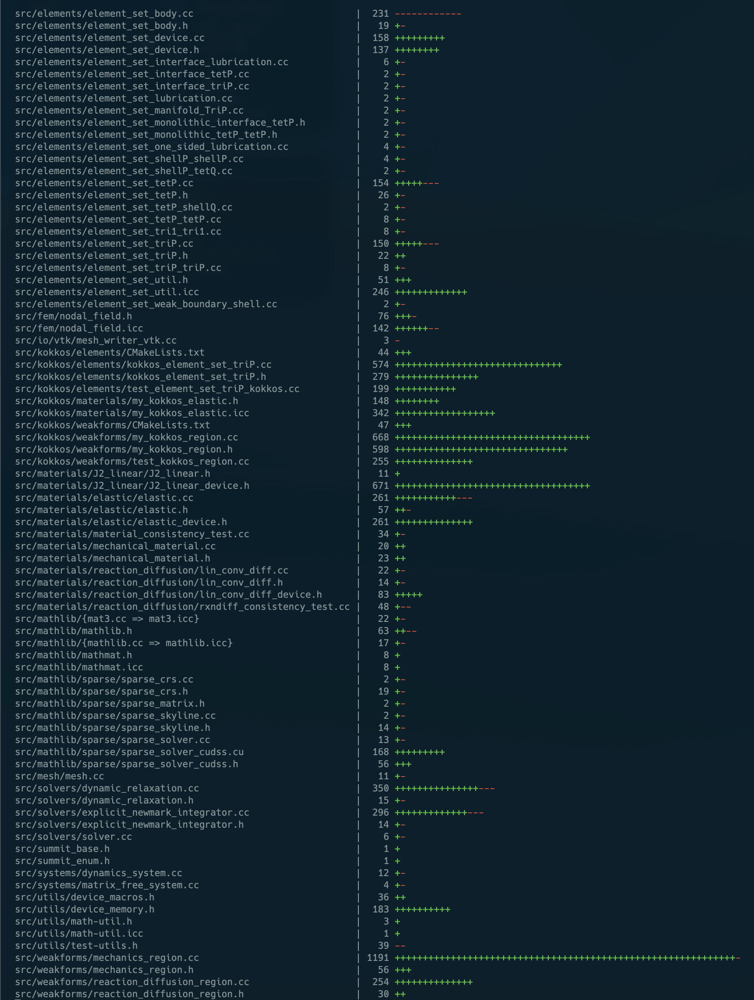 src/elements/element_set_body.cc | 231 ------------
src/elements/element_set_body.h | 19 +-
src/elements/element_set_device.cc | 158 +++++++++
src/elements/element_set_device.h | 137 ++++++++
src/elements/element_set_interface_lubrication.cc | 6 +-
src/elements/element_set_interface_tetP.cc | 2 +-
src/elements/element_set_interface_triP.cc | 2 +-
src/elements/element_set_lubrication.cc | 2 +-
src/elements/element_set_manifold_TriP.cc | 2 +-
src/elements/element_set_monolithic_interface_tetP.h | 2 +-
src/elements/element_set_monolithic_tetP_tetP.h | 2 +-
src/elements/element_set_one_sided_lubrication.cc | 4 +-
src/elements/element_set_shellP_shellP.cc | 4 +-
src/elements/element_set_shellP_tetQ.cc | 2 +-
src/elements/element_set_tetP.cc | 154 +++++---
src/elements/element_set_tetP.h | 26 +-
src/elements/element_set_tetP_shellQ.cc | 2 +-
src/elements/element_set_tetP_tetP.cc | 8 +-
src/elements/element_set_tri1_tri1.cc | 8 +-
src/elements/element_set_triP.cc | 150 +++++---
src/elements/element_set_triP.h | 22 ++
src/elements/element_set_triP_triP.cc | 8 +-
src/elements/element_set_util.h | 51 +++
src/elements/element_set_util.icc | 246 +++++++++++++
src/elements/element_set_weak_boundary_shell.cc | 2 +-
src/fem/nodal_field.h | 76 +++-
src/fem/nodal_field.icc | 142 ++++++--
src/io/vtk/mesh_writer_vtk.cc | 3 -
src/kokkos/elements/CMakeLists.txt | 44 +++
src/kokkos/elements/kokkos_element_set_triP.cc | 574 ++++++++++++++++++++++++++++++
src/kokkos/elements/kokkos_element_set_triP.h | 279 +++++++++++++++
src/kokkos/elements/test_element_set_triP_kokkos.cc | 199 +++++++++++
src/kokkos/materials/my_kokkos_elastic.h | 148 ++++++++
src/kokkos/materials/my_kokkos_elastic.icc | 342 ++++++++++++++++++
src/kokkos/weakforms/CMakeLists.txt | 47 +++
src/kokkos/weakforms/my_kokkos_region.cc | 668 +++++++++++++++++++++++++++++++++++
src/kokkos/weakforms/my_kokkos_region.h | 598 +++++++++++++++++++++++++++++++
src/kokkos/weakforms/test_kokkos_region.cc | 255 ++++++++++++++
src/materials/J2_linear/J2_linear.h | 11 +
src/materials/J2_linear/J2_linear_device.h | 671 +++++++++++++++++++++++++++++++++++
src/materials/elastic/elastic.cc | 261 +++++++++++---
src/materials/elastic/elastic.h | 57 ++-
src/materials/elastic/elastic_device.h | 261 ++++++++++++++
src/materials/material_consistency_test.cc | 34 +-
src/materials/mechanical_material.cc | 20 ++
src/materials/mechanical_material.h | 23 ++
src/materials/reaction_diffusion/lin_conv_diff.cc | 22 +-
src/materials/reaction_diffusion/lin_conv_diff.h | 14 +-
src/materials/reaction_diffusion/lin_conv_diff_device.h | 83 +++++
src/materials/reaction_diffusion/rxndiff_consistency_test.cc | 48 +--
src/mathlib/{mat3.cc => mat3.icc} | 22 +-
src/mathlib/mathlib.h | 63 ++--
src/mathlib/{mathlib.cc => mathlib.icc} | 17 +-
src/mathlib/mathmat.h | 8 +
src/mathlib/mathmat.icc | 8 +
src/mathlib/sparse/sparse_crs.cc | 2 +-
src/mathlib/sparse/sparse_crs.h | 19 +-
src/mathlib/sparse/sparse_matrix.h | 2 +-
src/mathlib/sparse/sparse_skyline.cc | 2 +-
src/mathlib/sparse/sparse_skyline.h | 14 +-
src/mathlib/sparse/sparse_solver.cc | 13 +-
src/mathlib/sparse/sparse_solver_cudss.cu | 168 +++++++++
src/mathlib/sparse/sparse_solver_cudss.h | 56 +++
src/mesh/mesh.cc | 11 +-
src/solvers/dynamic_relaxation.cc | 350 +++++++++++++++---
src/solvers/dynamic_relaxation.h | 15 +-
src/solvers/explicit_newmark_integrator.cc | 296 +++++++++++++---
src/solvers/explicit_newmark_integrator.h | 14 +-
src/solvers/solver.cc | 6 +-
src/summit_base.h | 1 +
src/summit_enum.h | 1 +
src/systems/dynamics_system.cc | 12 +-
src/systems/matrix_free_system.cc | 4 +-
src/utils/device_macros.h | 36 ++
src/utils/device_memory.h | 183 ++++++++++
src/utils/math-util.h | 3 +
src/utils/math-util.icc | 1 +
src/utils/test-utils.h | 39 --
src/weakforms/mechanics_region.cc | 1191 +++++++++++++++++++++++++++++++++++++++++++++++++++++++++++++-
src/weakforms/mechanics_region.h | 56 +++
src/weakforms/reaction_diffusion_region.cc | 254 ++++++++++++++
src/weakforms/reaction_diffusion_region.h | 30 ++